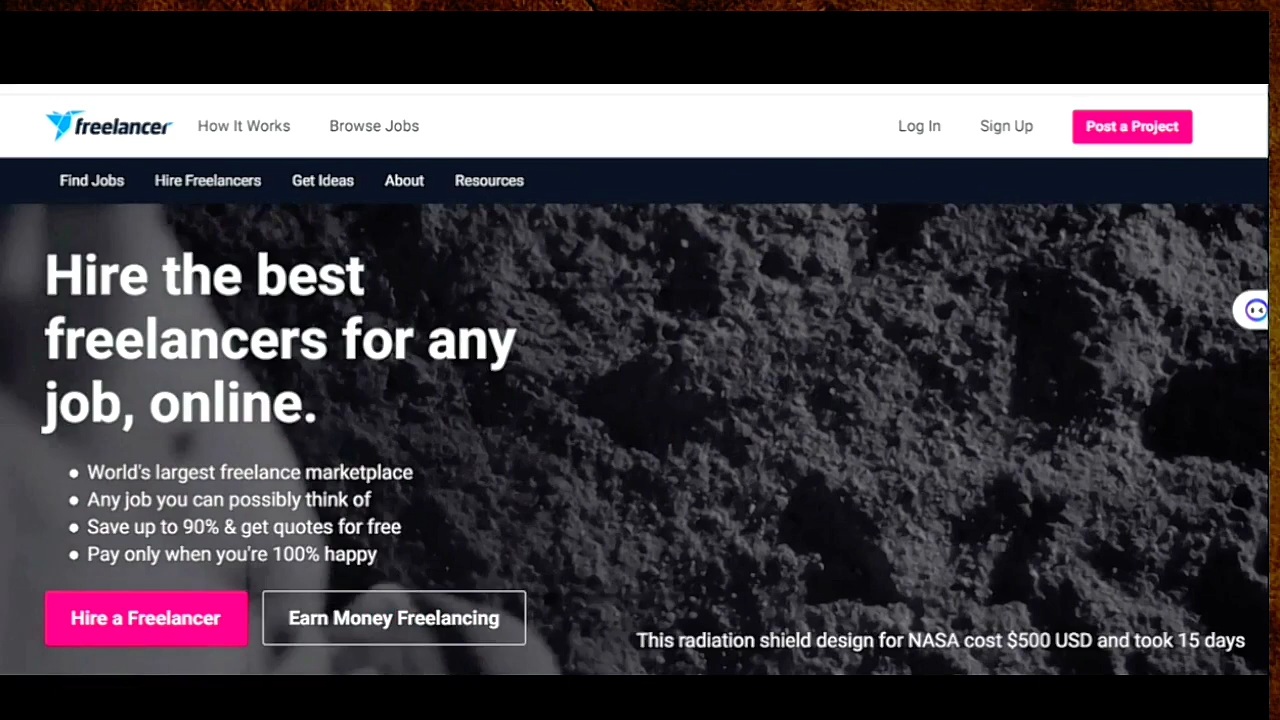 freelancer
How It Works
Browse Jobs
Log In
Sign Up
Post a Project
Find Jobs
Hire Freelancers
Get Ideas
About
Resources
Hire the best
freelancers for any
job, online.
World's largest freelance marketplace
Any job you can possibly think of
Save up to 90% & get quotes for free
Pay only when you're 100% happy
Hire a Freelancer
Earn Money Freelancing
This radiation shield design for NASA cost $500 USD and took 15 days